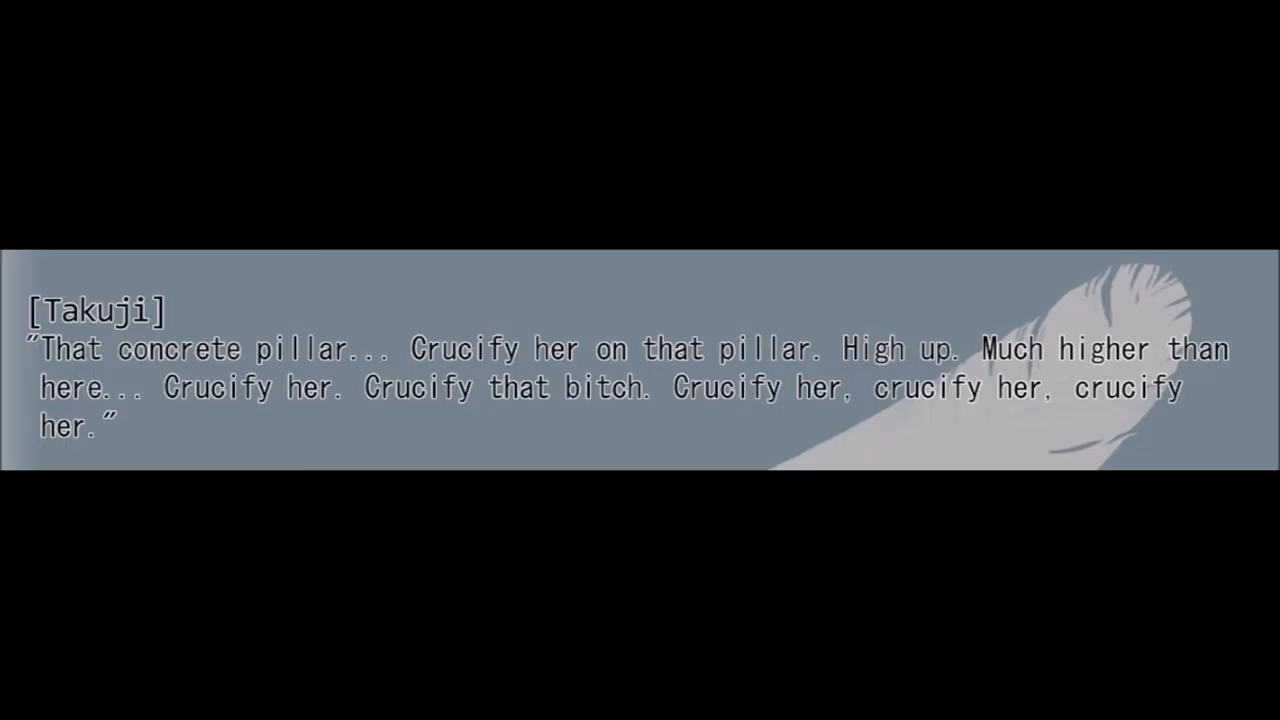 [Takuji]
"That concrete pillar... Crucify her on that pillar. High up. Much higher than
here... Crucify her. Crucify that bitch. Crucify her, crucify her, crucify
her."